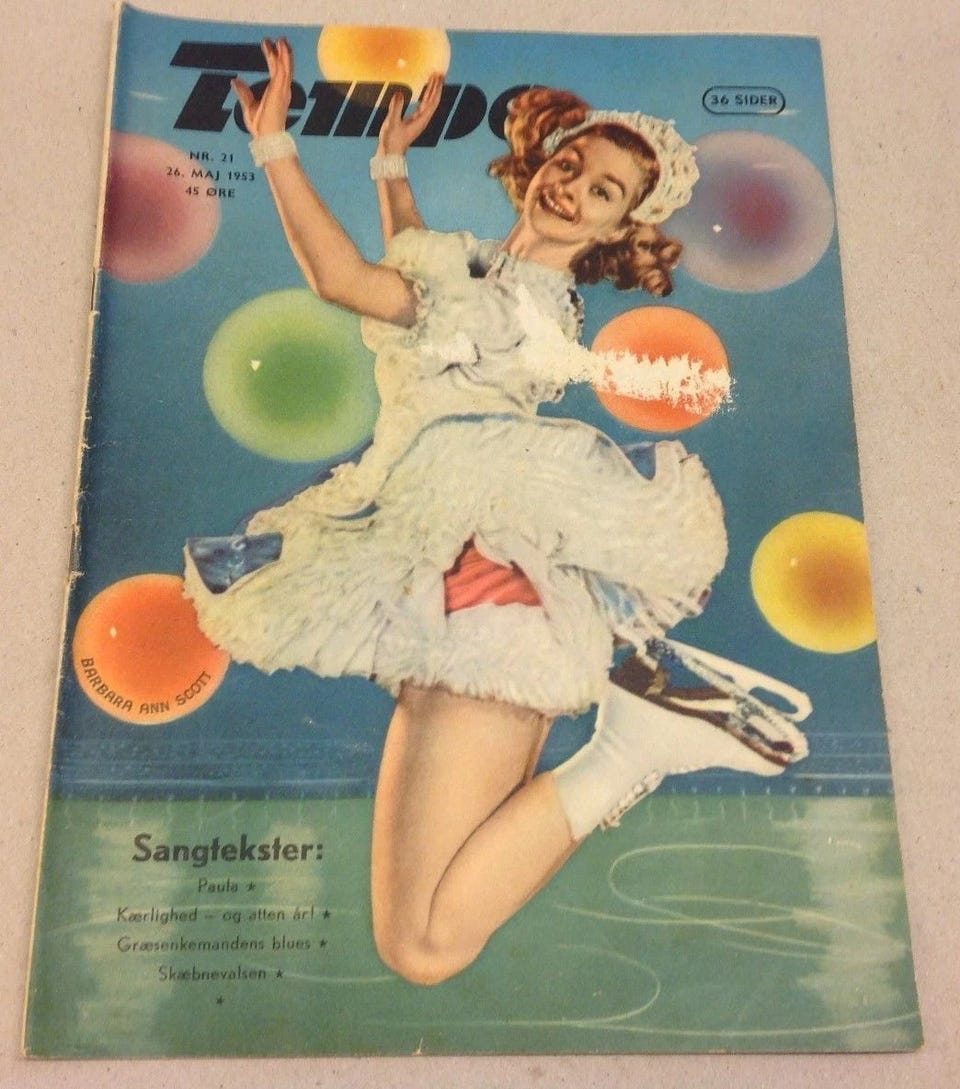 Tempo
36 SIDER
NR. 21
26. MAJ 1953
45 ØRE
BARBARA ANN SCOTT
Sangtekster:
Paula ★
Kærlighed – og atten år! ★
Græsenkemandens blues ★
Skæbnevalsen ★
★